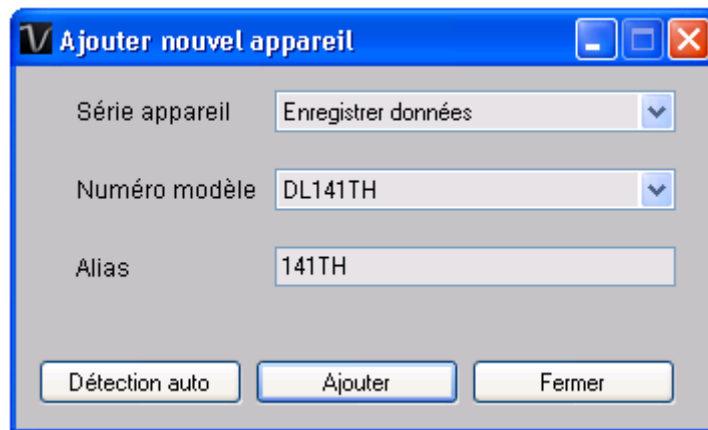 Ajouter nouvel appareil
Série appareil Enregistrer données
Numéro modèle DL141TH
Alias 141TH
Détection auto Ajouter Fermer